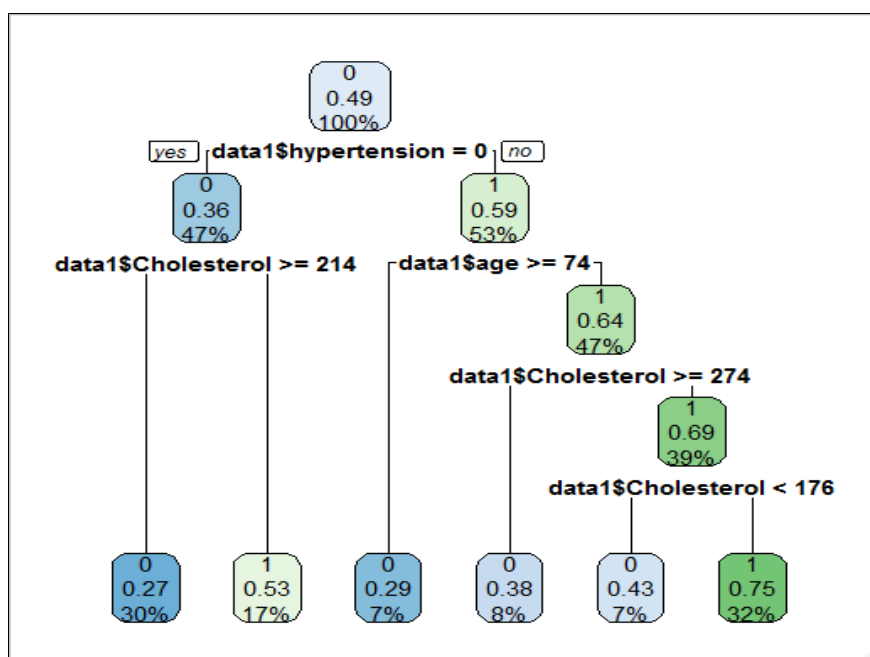 0
0.49
100%
yes data1$hypertension = 0 no
0 1
0.36 0.59
47% 53%
data1$Cholesterol >= 214 data1$age >= 74
1
0.64
47%
data1$Cholesterol >= 274
1
0.69
39%
data1$Cholesterol < 176
0 1 0 0 0 1
0.27 0.53 0.29 0.38 0.43 0.75
30% 17% 7% 8% 7% 32%